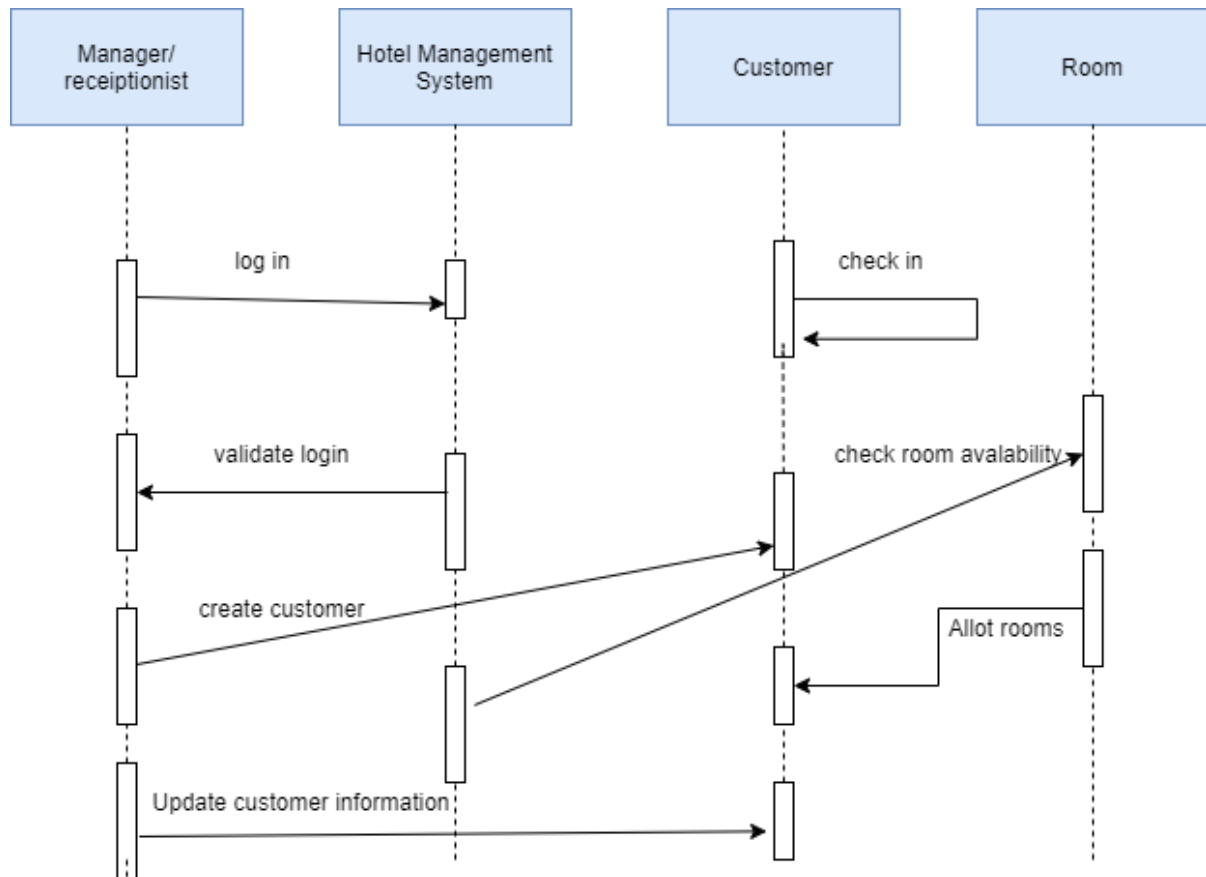 Manager/
receiptionist
Hotel Management
System
Customer
Room
log in
check in
validate login
check room avalability
create customer
Allot rooms
Update customer information